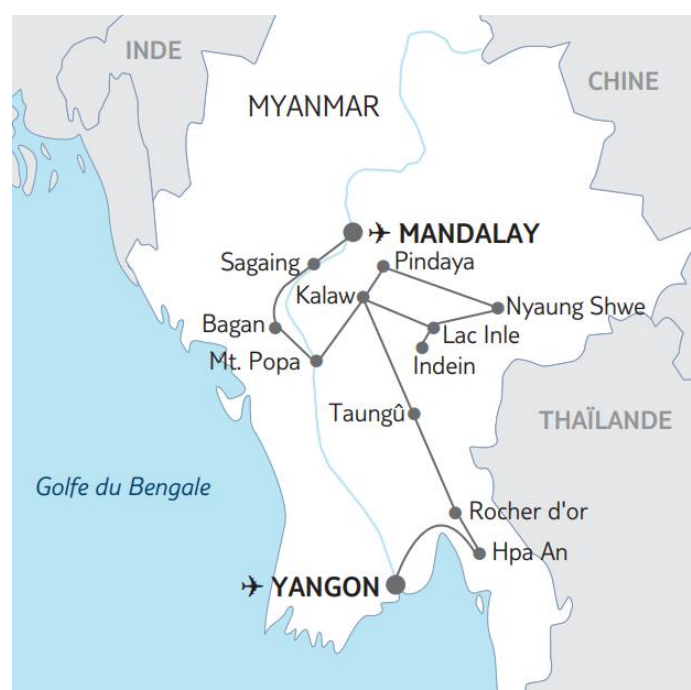 INDE
CHINE
MYANMAR
✈ MANDALAY
Sagaing
Pindaya
Kalaw
Nyaung Shwe
Bagan
Lac Inle
Mt. Popa
Indein
Taungû
THAÏLANDE
Golfe du Bengale
Rocher d'or
Hpa An
✈ YANGON